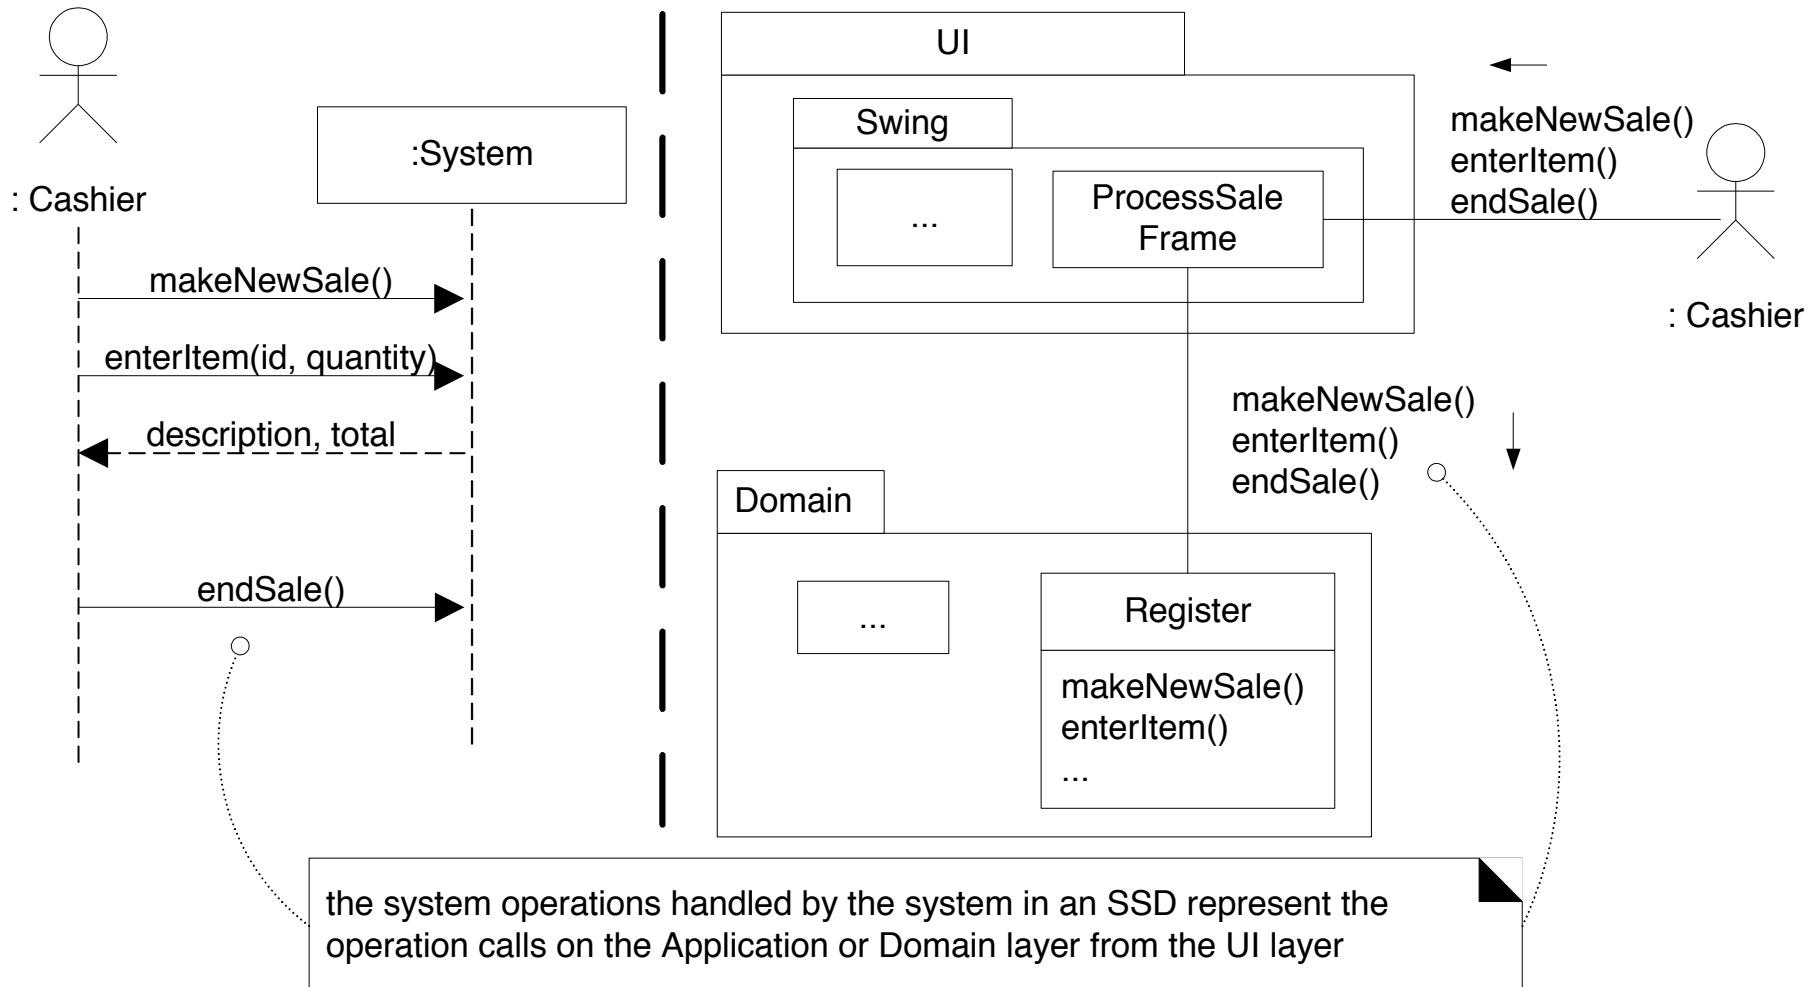 : Cashier
:System
makeNewSale()
enterItem(id, quantity)
description, total
endSale()
UI
Swing
...
ProcessSale
Frame
makeNewSale()
enterItem()
endSale()
: Cashier
makeNewSale()
enterItem()
endSale()
Domain
...
Register
makeNewSale()
enterItem()
...
the system operations handled by the system in an SSD represent the
operation calls on the Application or Domain layer from the UI layer